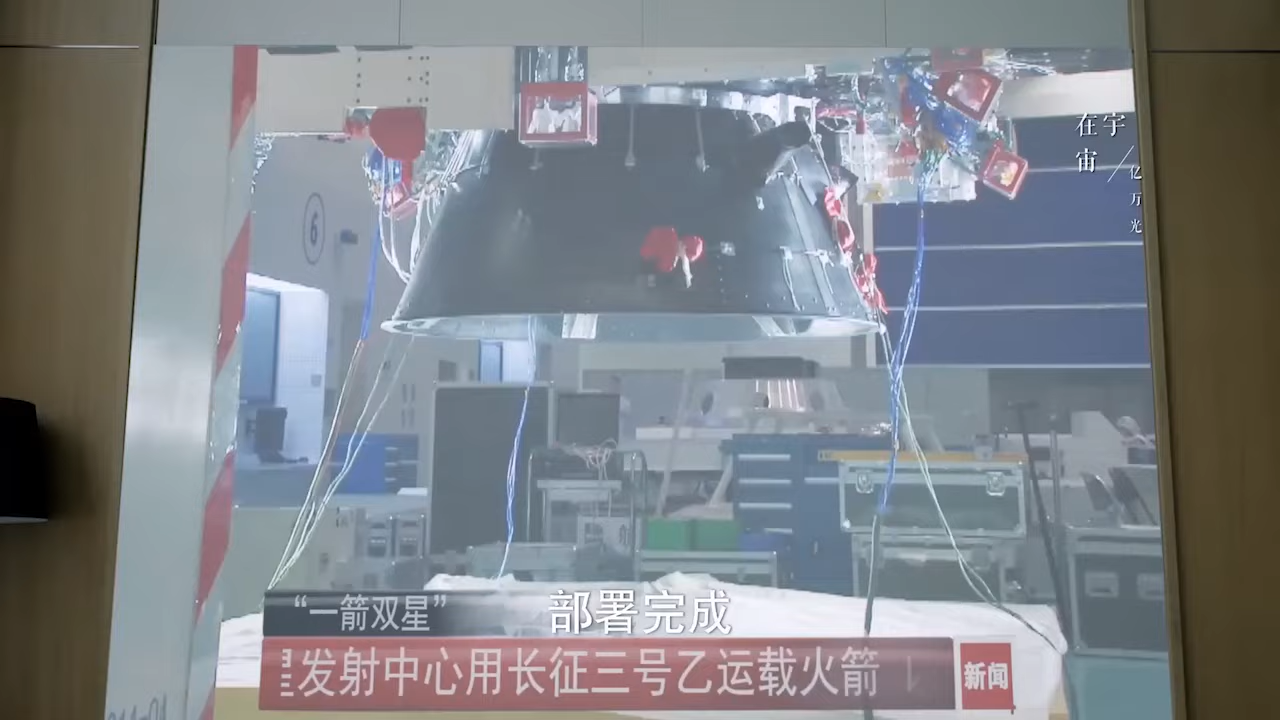 在宇
宙
亿
万
光
6
“一箭双星”
部署完成
发射中心用长征三号乙运载火箭
新闻